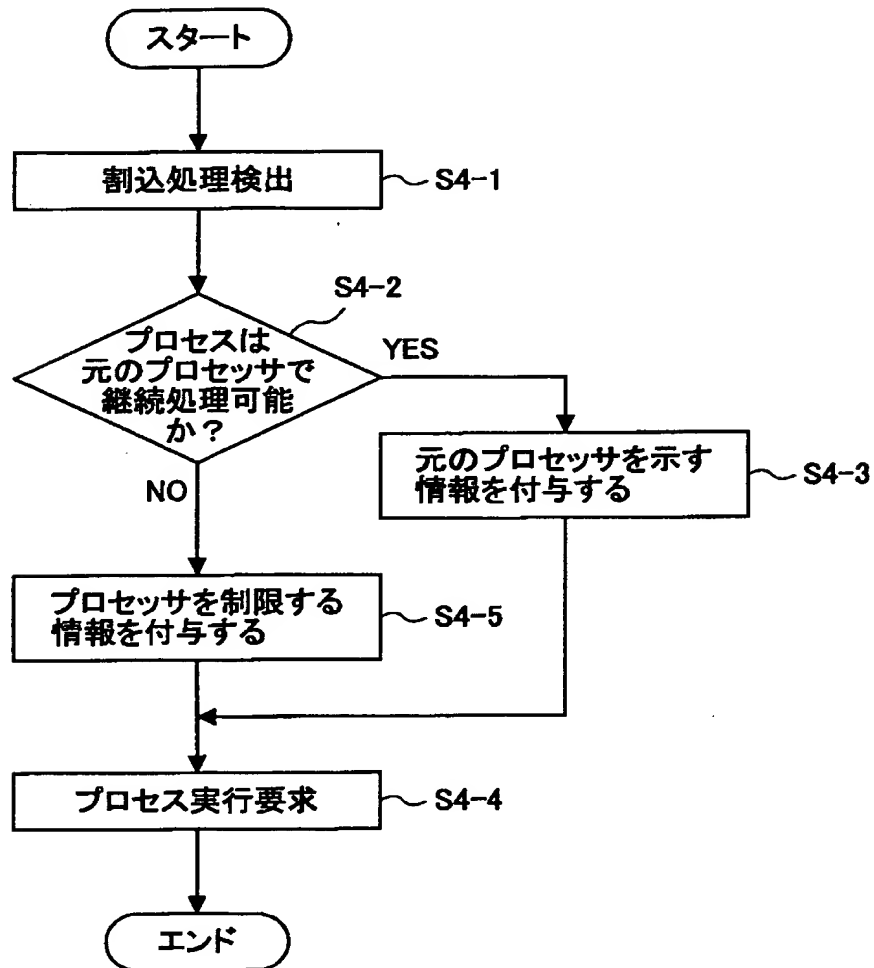 スタート
割込処理検出
S4-1
S4-2
プロセスは
元のプロセッサで
継続処理可能
か？
YES
元のプロセッサを示す
情報を付与する
S4-3
NO
プロセッサを制限する
情報を付与する
S4-5
プロセス実行要求
S4-4
エンド